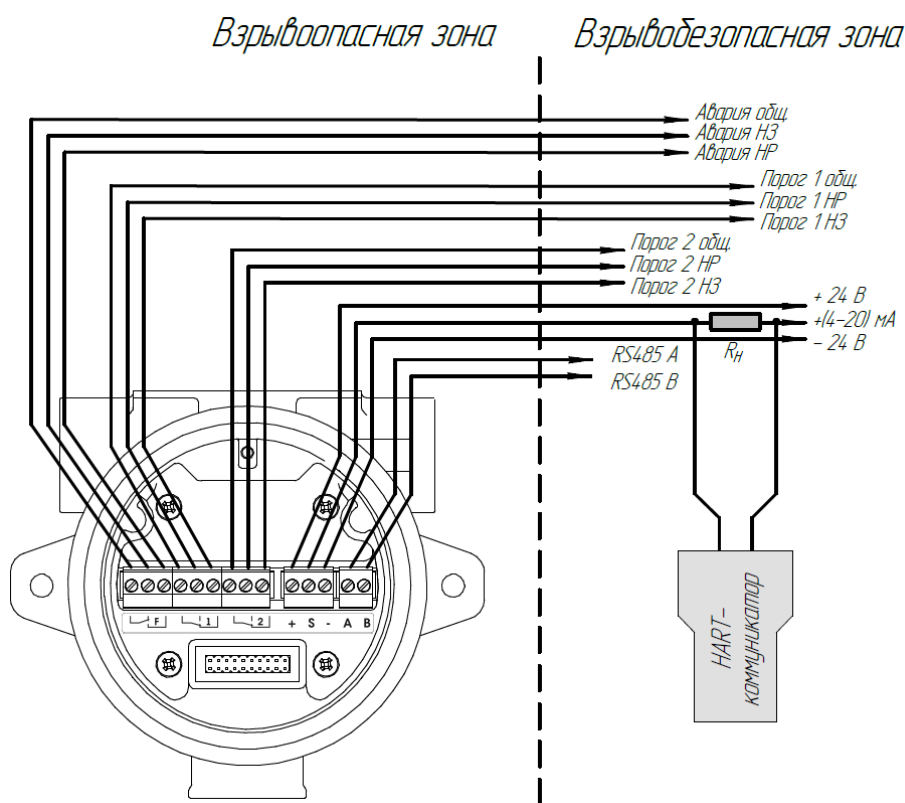 Взрывоопасная зона
Взрывобезопасная зона
Авария общ.
Авария НЗ
Авария НР
Порог 1 общ.
Порог 1 НР
Порог 1 НЗ
Порог 2 общ.
Порог 2 НР
Порог 2 НЗ
+ 24 В
+(4-20) мА
- 24 В
Rн
RS485 А
RS485 В
F 1 2 + S - A B
HART-
коммуникатор